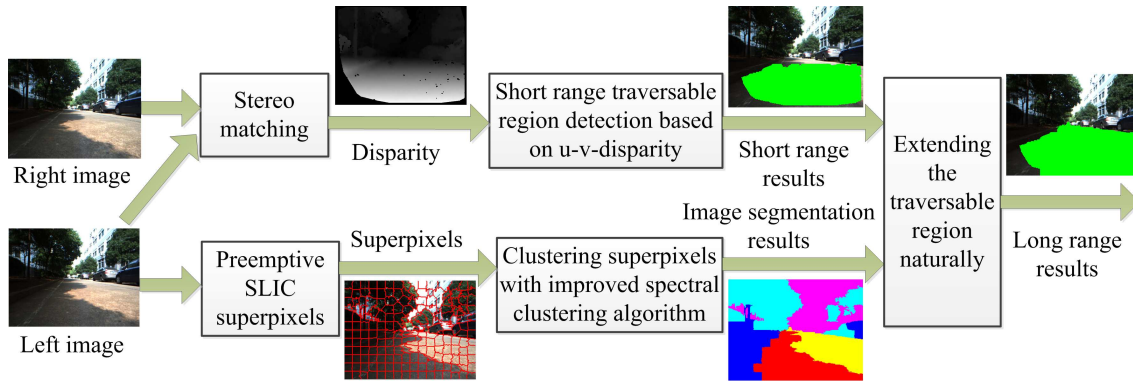 Right image
Stereo
matching
Disparity
Short range traversable
region detection based
on u-v-disparity
Short range
results
Extending
the
traversable
region
naturally
Long range
results
Left image
Preemptive
SLIC
superpixels
Superpixels
Clustering superpixels
with improved spectral
clustering algorithm
Image segmentation
results